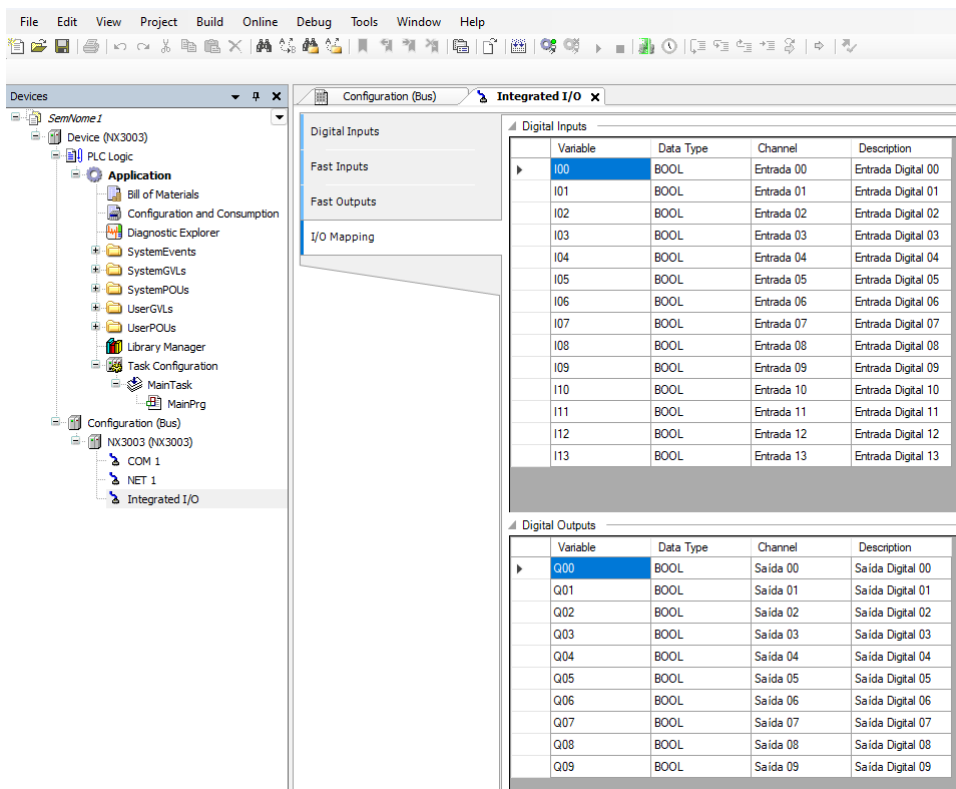 File Edit View Project Build Online Debug Tools Window Help
Devices
SemNome1
Device (NX3003)
PLC Logic
Application
Bill of Materials
Configuration and Consumption
Diagnostic Explorer
SystemEvents
SystemGVLs
SystemPOUs
UserGVLs
UserPOUs
Library Manager
Task Configuration
MainTask
MainPrg
Configuration (Bus)
NX3003 (NX3003)
COM 1
NET 1
Integrated I/O
Configuration (Bus) Integrated I/O
Digital Inputs
Fast Inputs
Fast Outputs
I/O Mapping
Digital Inputs
Variable Data Type Channel Description
I00 BOOL Entrada 00 Entrada Digital 00
I01 BOOL Entrada 01 Entrada Digital 01
I02 BOOL Entrada 02 Entrada Digital 02
I03 BOOL Entrada 03 Entrada Digital 03
I04 BOOL Entrada 04 Entrada Digital 04
I05 BOOL Entrada 05 Entrada Digital 05
I06 BOOL Entrada 06 Entrada Digital 06
I07 BOOL Entrada 07 Entrada Digital 07
I08 BOOL Entrada 08 Entrada Digital 08
I09 BOOL Entrada 09 Entrada Digital 09
I10 BOOL Entrada 10 Entrada Digital 10
I11 BOOL Entrada 11 Entrada Digital 11
I12 BOOL Entrada 12 Entrada Digital 12
I13 BOOL Entrada 13 Entrada Digital 13
Digital Outputs
Variable Data Type Channel Description
Q00 BOOL Saída 00 Saída Digital 00
Q01 BOOL Saída 01 Saída Digital 01
Q02 BOOL Saída 02 Saída Digital 02
Q03 BOOL Saída 03 Saída Digital 03
Q04 BOOL Saída 04 Saída Digital 04
Q05 BOOL Saída 05 Saída Digital 05
Q06 BOOL Saída 06 Saída Digital 06
Q07 BOOL Saída 07 Saída Digital 07
Q08 BOOL Saída 08 Saída Digital 08
Q09 BOOL Saída 09 Saída Digital 09